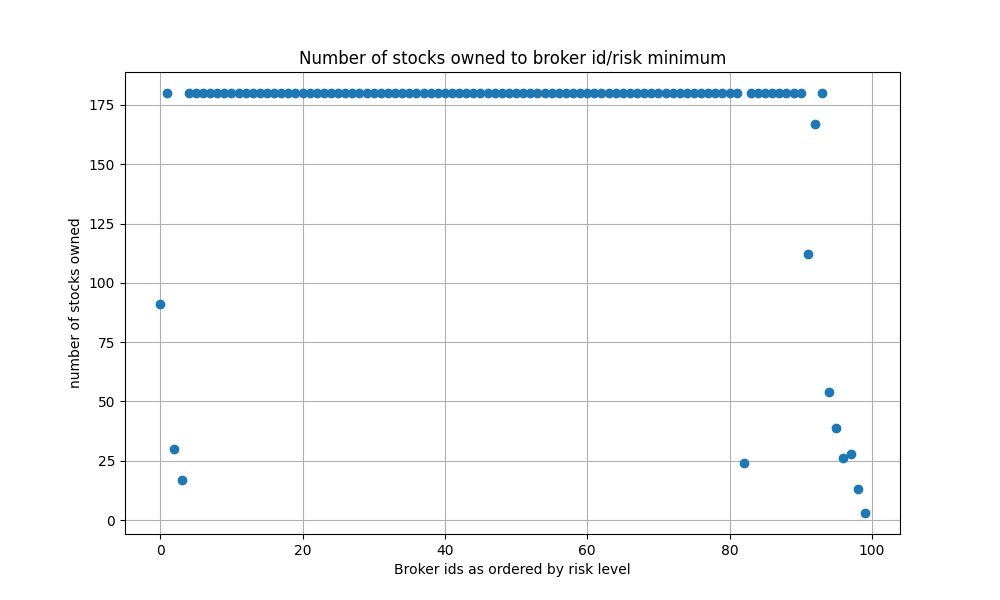 Number of stocks owned to broker id/risk minimum
number of stocks owned
175
150
125
100
75
50
25
0
0 20 40 60 80 100
Broker ids as ordered by risk level